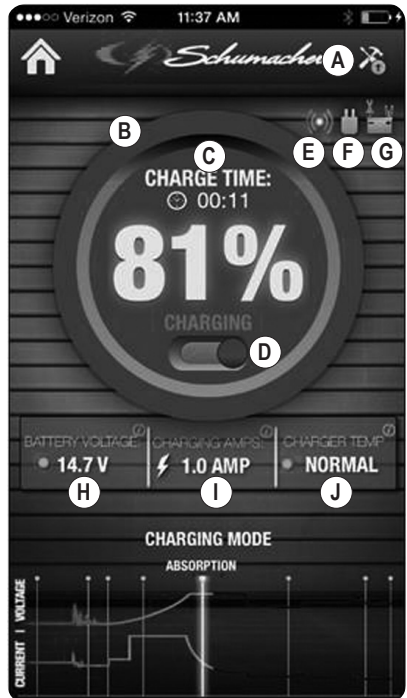 Verizon 11:37 AM
Schumacher A
B
E F G
C
CHARGE TIME:
00:11
81%
CHARGING
D
BATTERY VOLTAGE CHARGING AMPS CHARGER TEMP
14.7 V 1.0 AMP NORMAL
H I J
CHARGING MODE
ABSORPTION
CURRENT | VOLTAGE